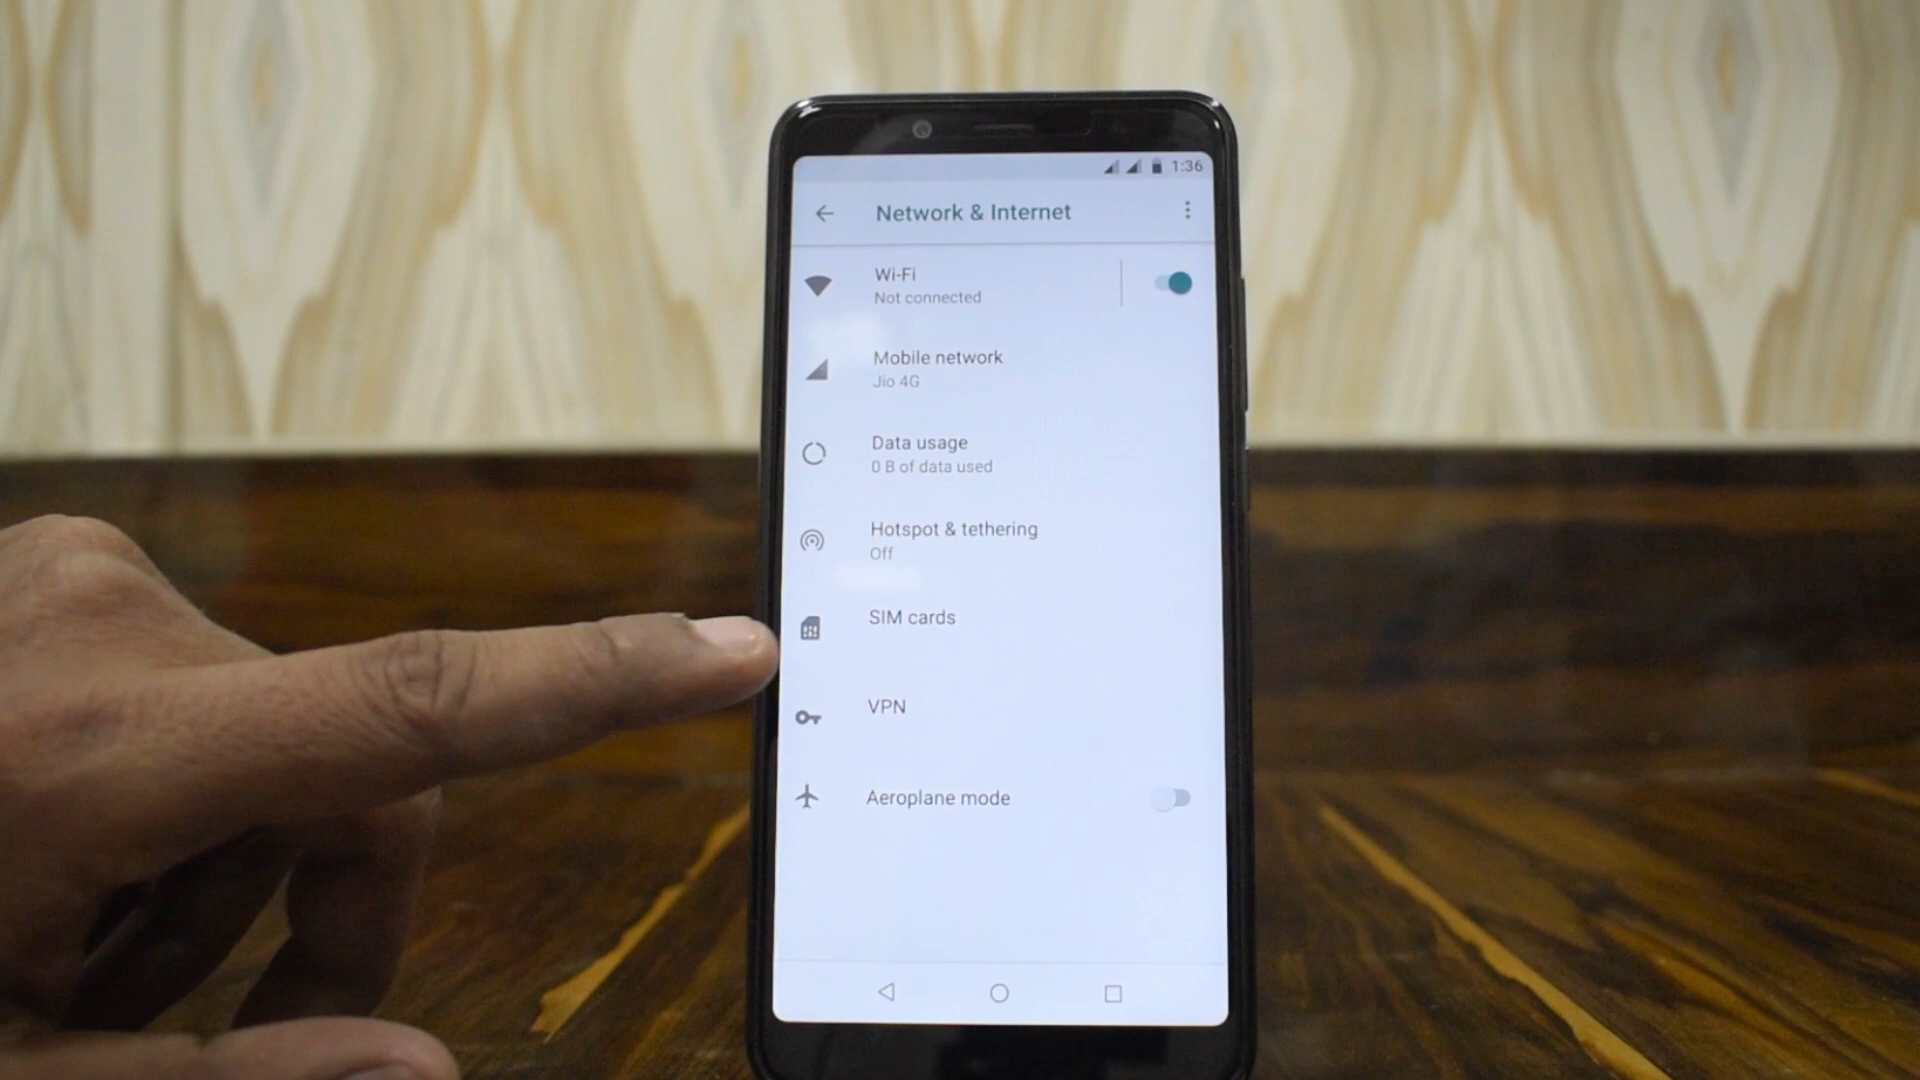 1:36
Network & Internet
Wi-Fi
Not connected
Mobile network
Jio 4G
Data usage
0 B of data used
Hotspot & tethering
Off
SIM cards
VPN
Aeroplane mode